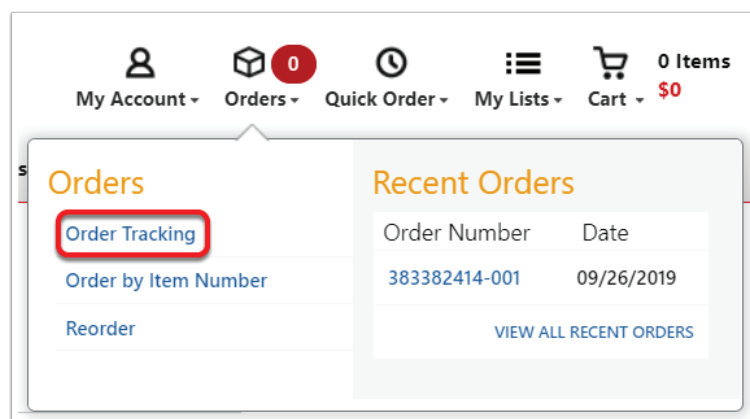 0
0 Items
My Account Orders Quick Order My Lists Cart $0
s
Orders
Order Tracking
Order by Item Number
Reorder
Recent Orders
Order Number Date
383382414-001 09/26/2019
VIEW ALL RECENT ORDERS